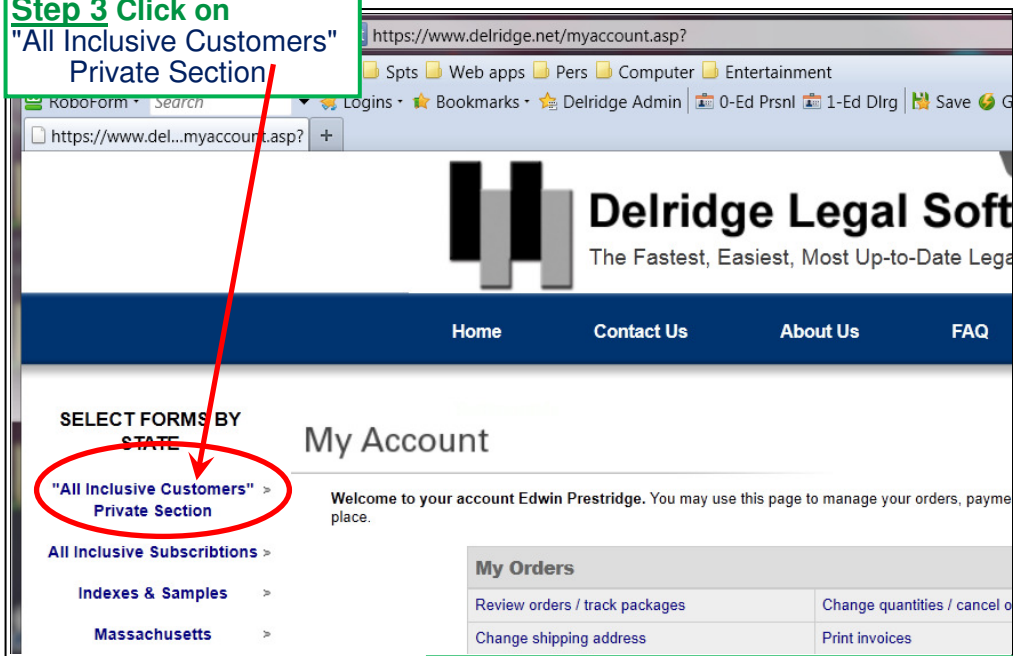 Step 3 Click on
"All Inclusive Customers"
Private Section
https://www.delridge.net/myaccount.asp?
Spts Web apps Pers Computer Entertainment
RoboForm Search Logins Bookmarks Delridge Admin 0-Ed Prsnl 1-Ed Dlrg Save G
https://www.del...myaccount.asp? +
Delridge Legal Soft
The Fastest, Easiest, Most Up-to-Date Lega
Home Contact Us About Us FAQ
SELECT FORMS BY
STATE
My Account
"All Inclusive Customers" >
Private Section
Welcome to your account Edwin Prestridge. You may use this page to manage your orders, payme
place.
All Inclusive Subscribtions >
My Orders
Indexes & Samples >
Review orders / track packages Change quantities / cancel o
Massachusetts >
Change shipping address Print invoices